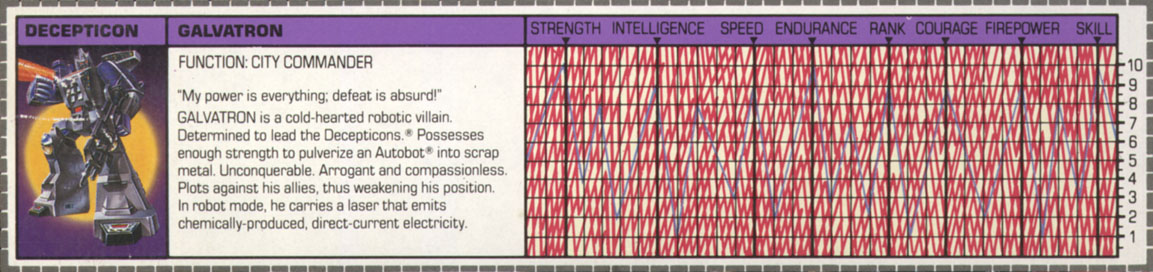 DECEPTICON
GALVATRON
STRENGTH INTELLIGENCE SPEED ENDURANCE RANK COURAGE FIREPOWER SKILL
FUNCTION: CITY COMMANDER
"My power is everything; defeat is absurd!"
GALVATRON is a cold-hearted robotic villain.
Determined to lead the Decepticons.® Possesses
enough strength to pulverize an Autobot® into scrap
metal. Unconquerable. Arrogant and compassionless.
Plots against his allies, thus weakening his position.
In robot mode, he carries a laser that emits
chemically-produced, direct-current electricity.
10
9
8
7
6
5
4
3
2
1